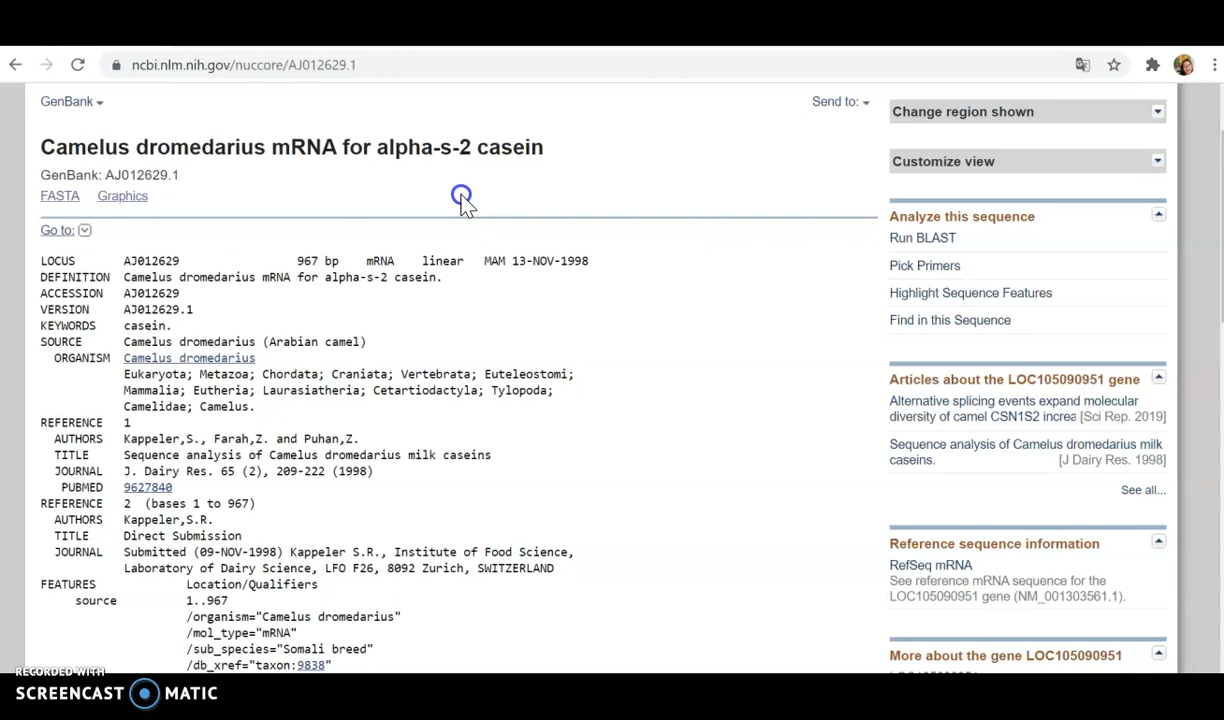 ncbi.nlm.nih.gov/nuccore/AJ012629.1
GenBank
Send to:
Camelus dromedarius mRNA for alpha-s-2 casein
GenBank: AJ012629.1
FASTA Graphics
Go to:
LOCUS AJ012629 967 bp mRNA linear MAM 13-NOV-1998
DEFINITION Camelus dromedarius mRNA for alpha-s-2 casein.
ACCESSION AJ012629
VERSION AJ012629.1
KEYWORDS casein.
SOURCE Camelus dromedarius (Arabian camel)
ORGANISM Camelus dromedarius
Eukaryota; Metazoa; Chordata; Craniata; Vertebrata; Euteleostomi;
Mammalia; Eutheria; Laurasiatheria; Cetartiodactyla; Tylopoda;
Camelidae; Camelus.
REFERENCE 1
AUTHORS Kappeler,S., Farah,Z. and Puhan,Z.
TITLE Sequence analysis of Camelus dromedarius milk caseins
JOURNAL J. Dairy Res. 65 (2), 209-222 (1998)
PUBMED 9627840
REFERENCE 2 (bases 1 to 967)
AUTHORS Kappeler,S.R.
TITLE Direct Submission
JOURNAL Submitted (09-NOV-1998) Kappeler S.R., Institute of Food Science,
Laboratory of Dairy Science, LFO F26, 8092 Zurich, SWITZERLAND
FEATURES Location/Qualifiers
source 1..967
/organism="Camelus dromedarius"
/mol_type="mRNA"
/sub_species="Somali breed"
/db_xref="taxon:9838"
Change region shown
Customize view
Analyze this sequence
Run BLAST
Pick Primers
Highlight Sequence Features
Find in this Sequence
Articles about the LOC105090951 gene
Alternative splicing events expand molecular
diversity of camel CSN1S2 increa [Sci Rep. 2019]
Sequence analysis of Camelus dromedarius milk
caseins. [J Dairy Res. 1998]
See all...
Reference sequence information
RefSeq mRNA
See reference mRNA sequence for the
LOC105090951 gene (NM_001303561.1).
More about the gene LOC105090951
RECORDED WITH
SCREENCAST MATIC